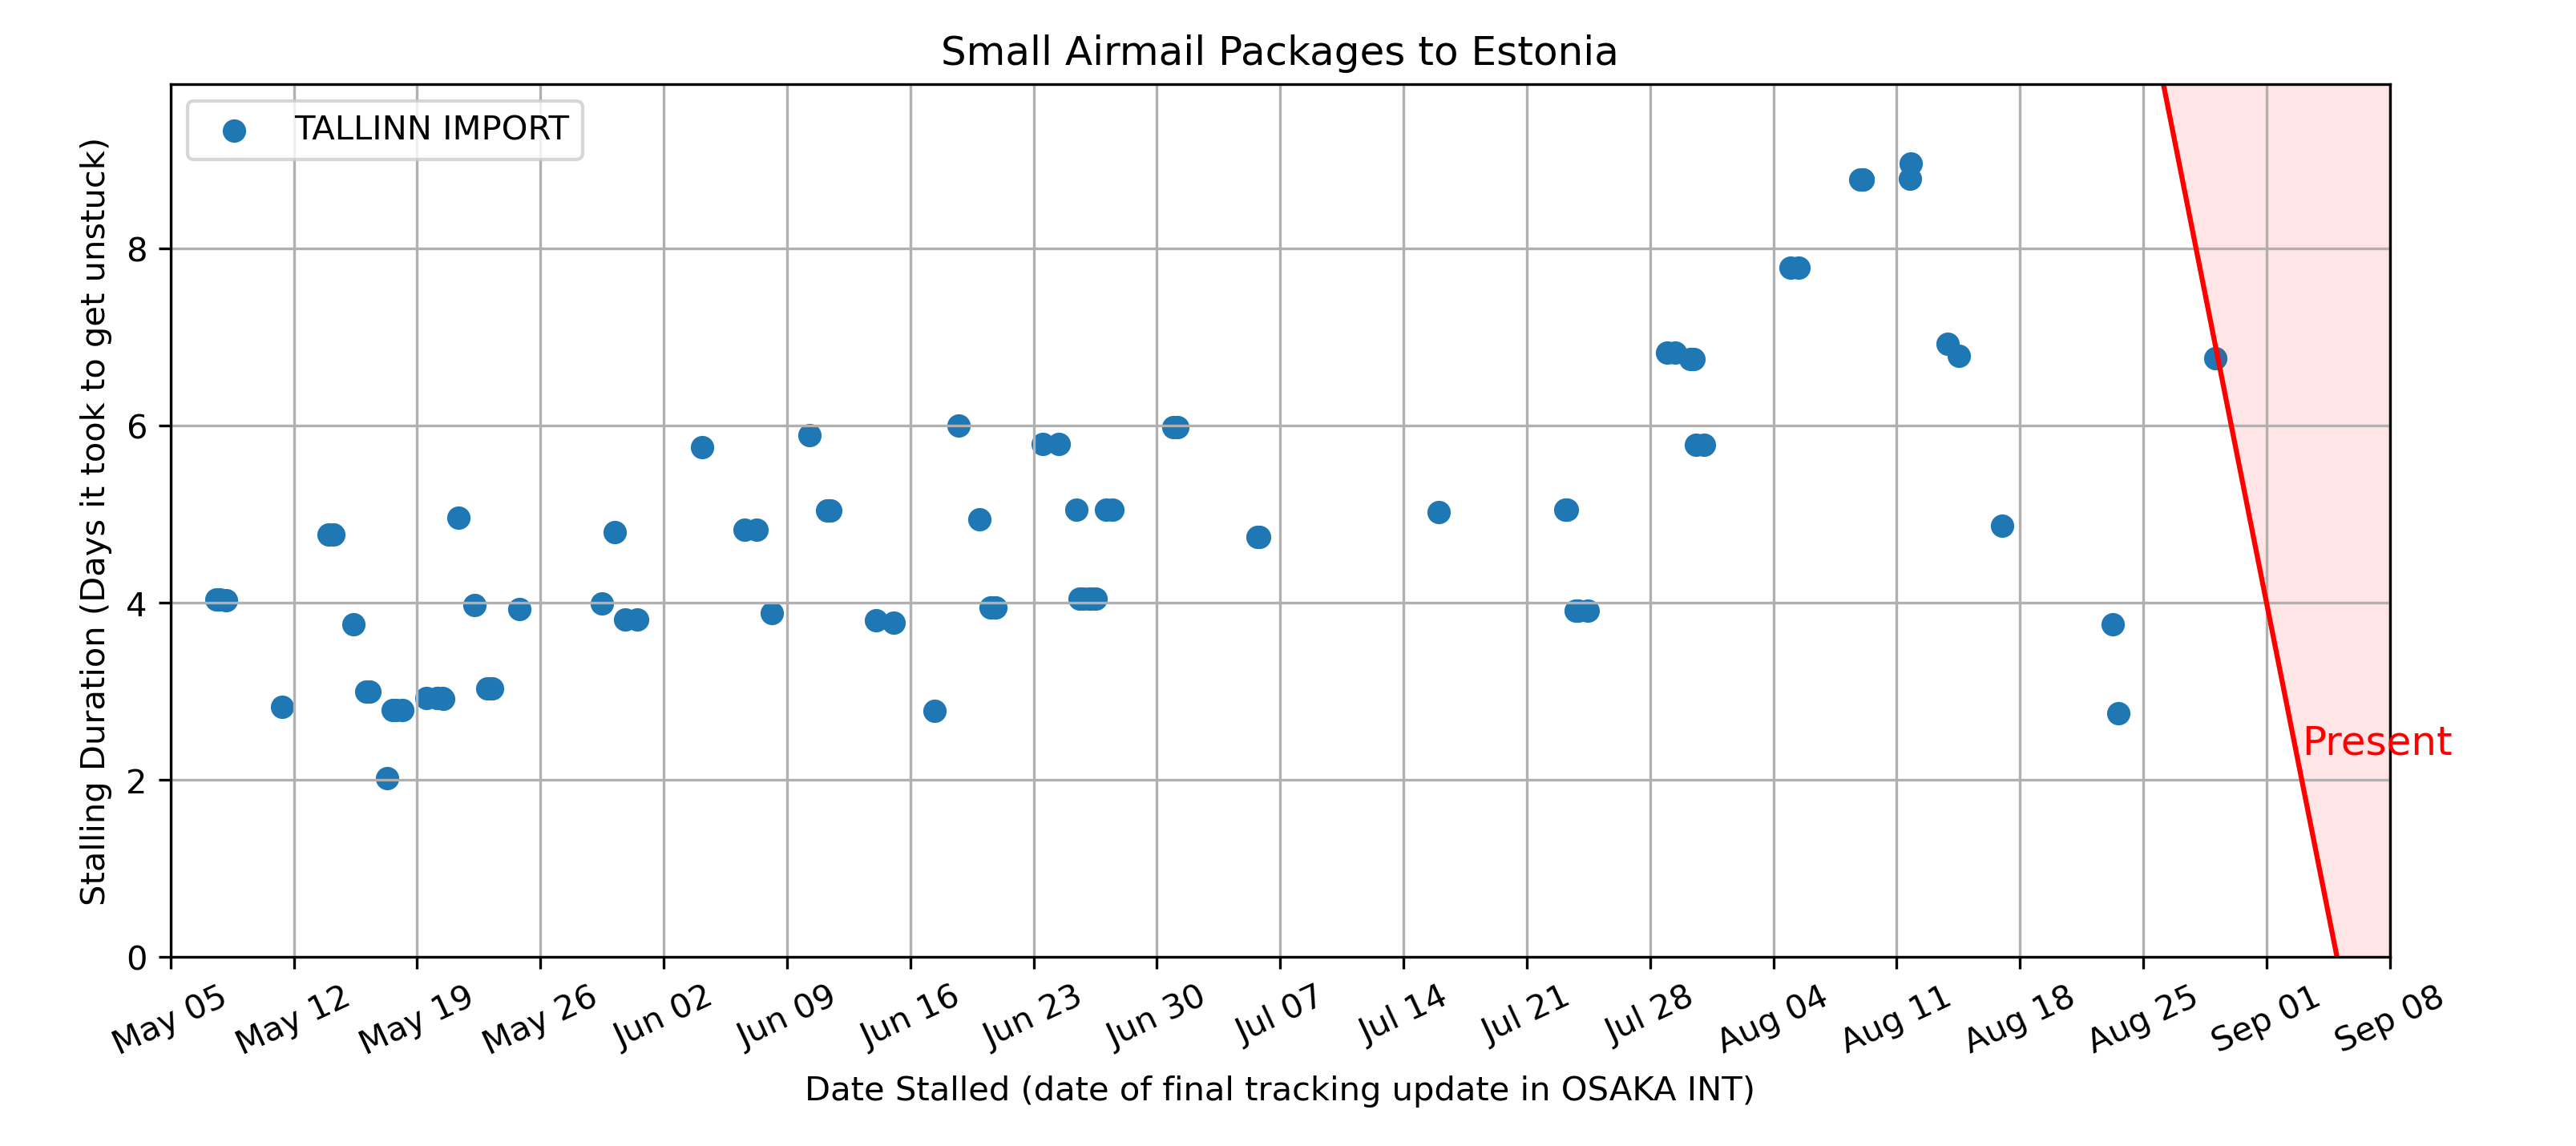 Small Airmail Packages to Estonia
TALLINN IMPORT
Stalling Duration (Days it took to get unstuck)
8
6
4
2
0
Present
May 05
May 12
May 19
May 26
Jun 02
Jun 09
Jun 16
Jun 23
Jun 30
Jul 07
Jul 14
Jul 21
Jul 28
Aug 04
Aug 11
Aug 18
Aug 25
Sep 01
Sep 08
Date Stalled (date of final tracking update in OSAKA INT)